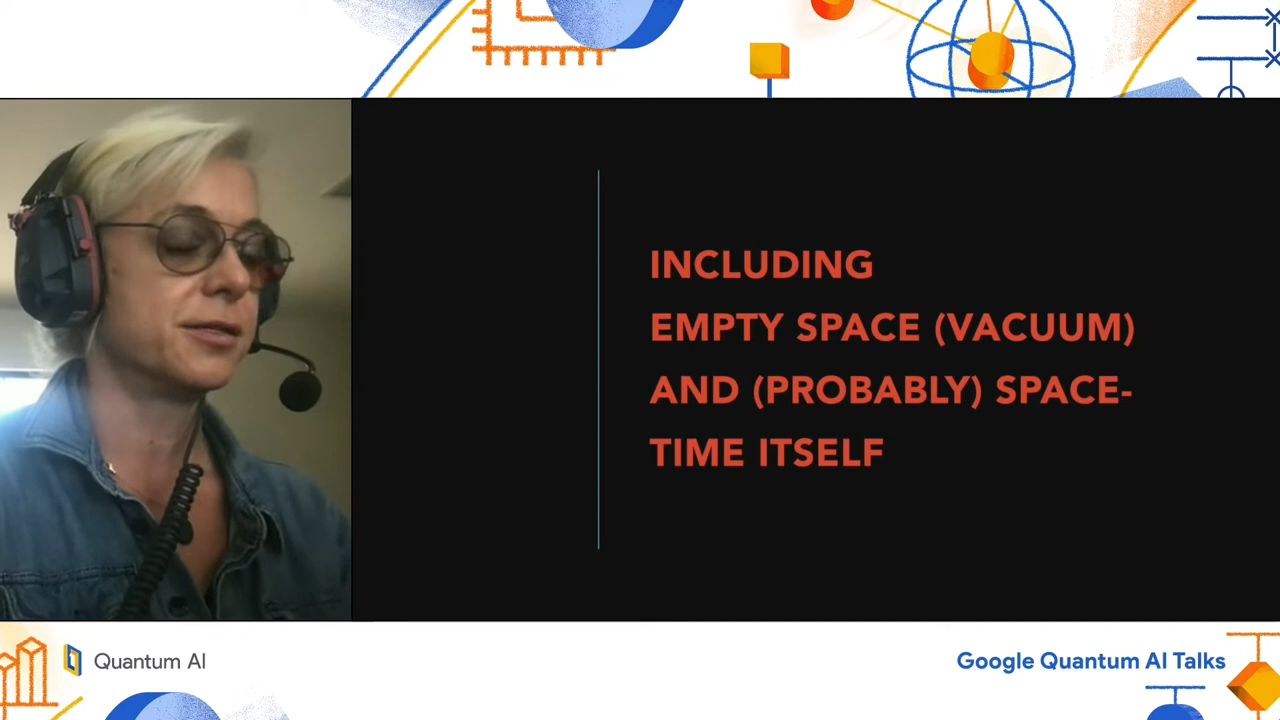 INCLUDING
EMPTY SPACE (VACUUM)
AND (PROBABLY) SPACE-
TIME ITSELF
Quantum AI
Google Quantum AI Talks